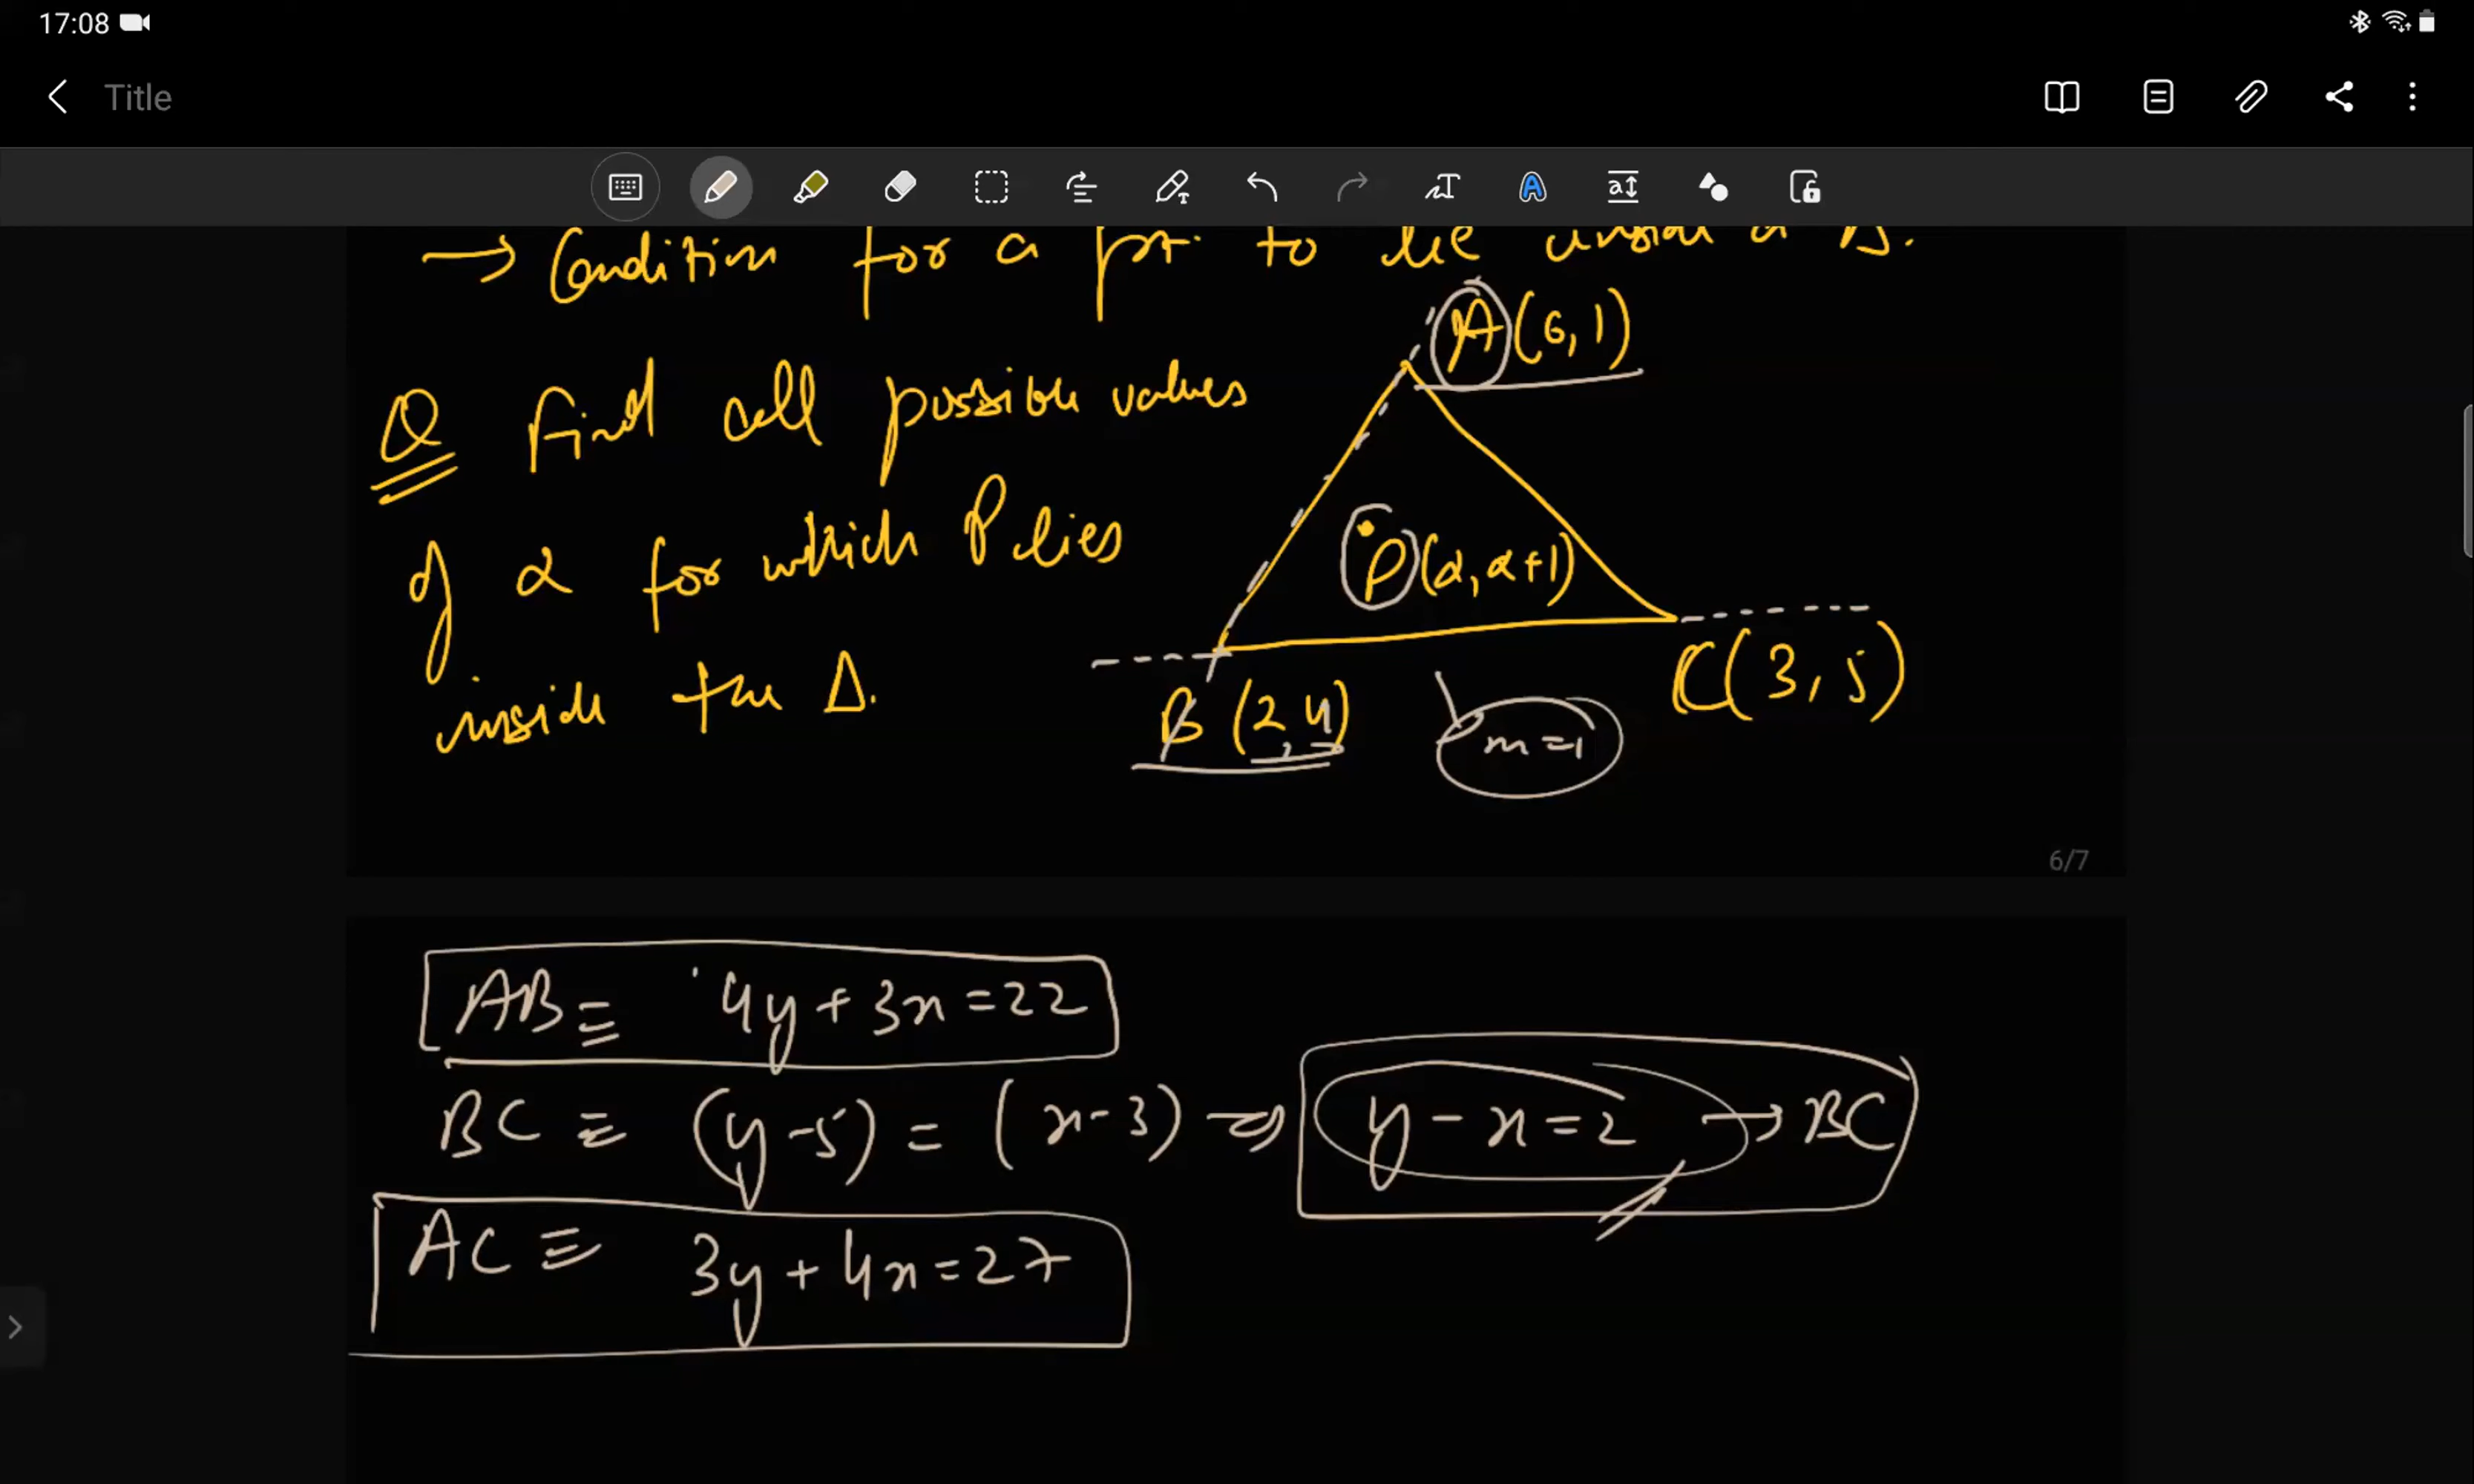 17:08
Title
→ Condition for a pt. to lie inside a Δ.
A(6,1)
Q Find all possible values
of α for which P lies
P(α, α+1)
inside the Δ.
B(2,4)
m=1
C(3,5)
6/7
AB ≡ 4y+3x=22
BC ≡ (y-5) = (x-3) ⇒ y-x=2 → BC
AC ≡ 3y+4x=27